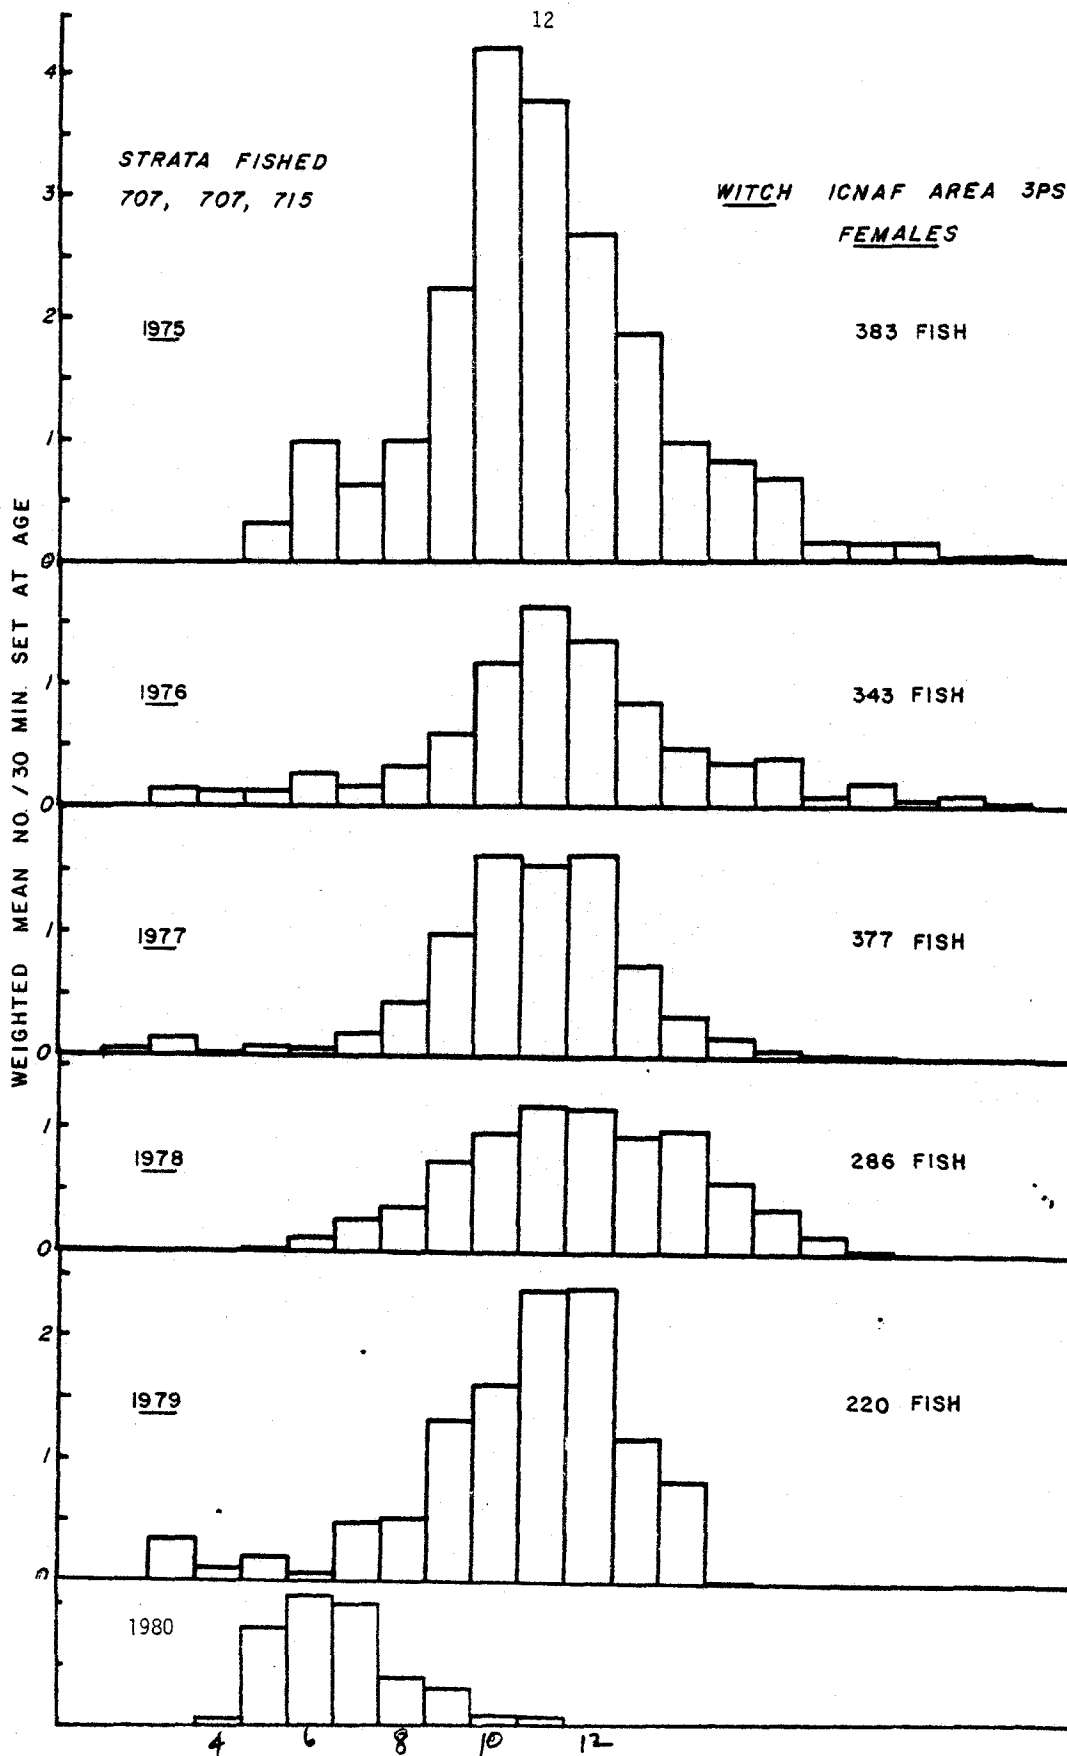 12
4
STRATA FISHED
707, 707, 715
3
WITCH ICNAF AREA 3PS
FEMALES
2
1975
383 FISH
1
0
WEIGHTED MEAN NO. / 30 MIN. SET AT AGE
1976
343 FISH
1
0
1977
377 FISH
1
0
1978
286 FISH
1
0
2
1979
220 FISH
1
0
1980
4 6 8 10 12